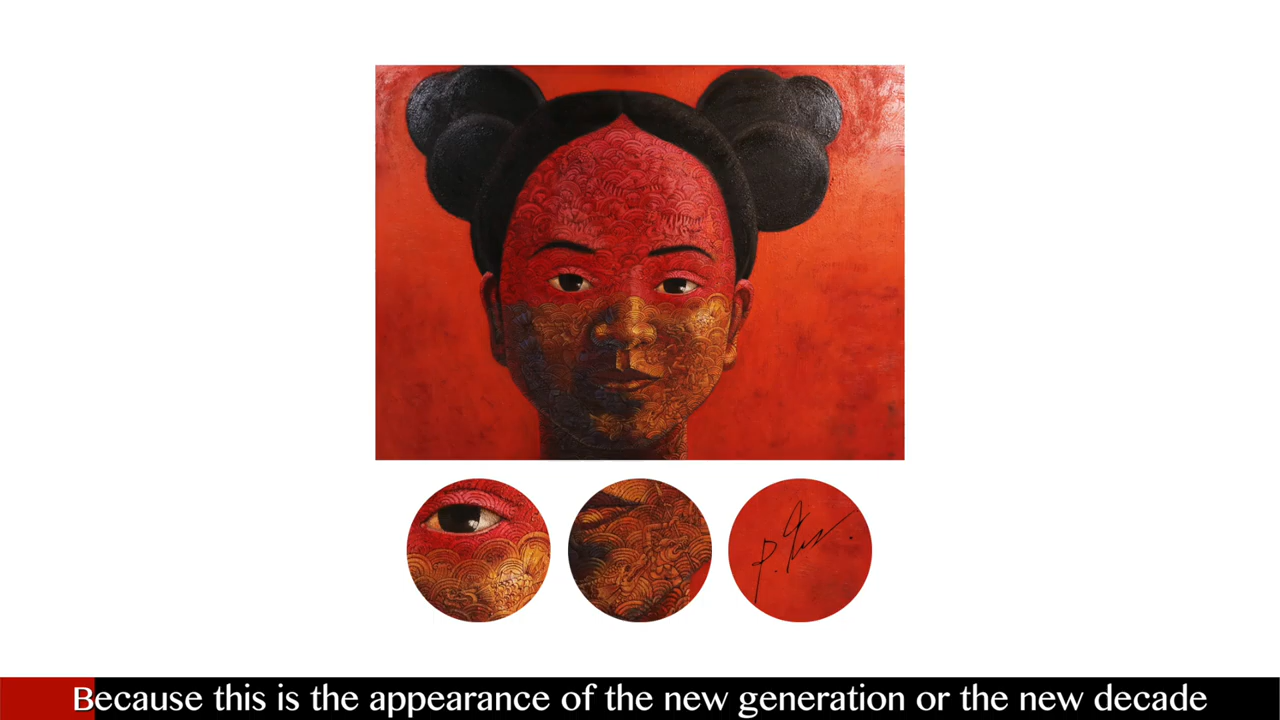 Because this is the appearance of the new generation or the new decade